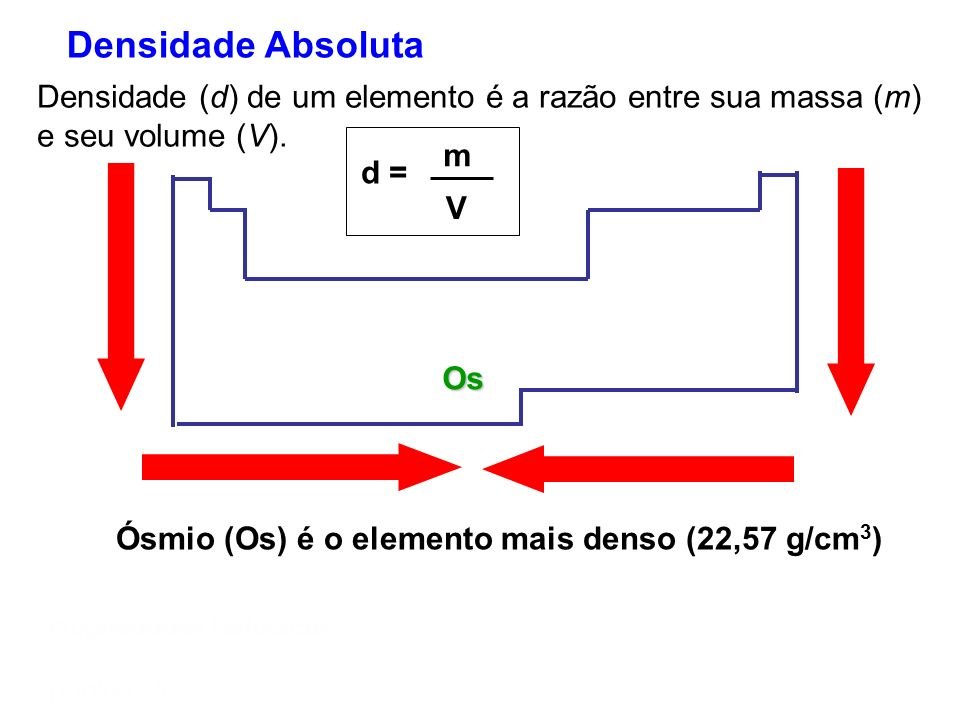 Densidade Absoluta
Densidade (d) de um elemento é a razão entre sua massa (m)
e seu volume (V).
d = m
V
Os
Ósmio (Os) é o elemento mais denso (22,57 g/cm³)